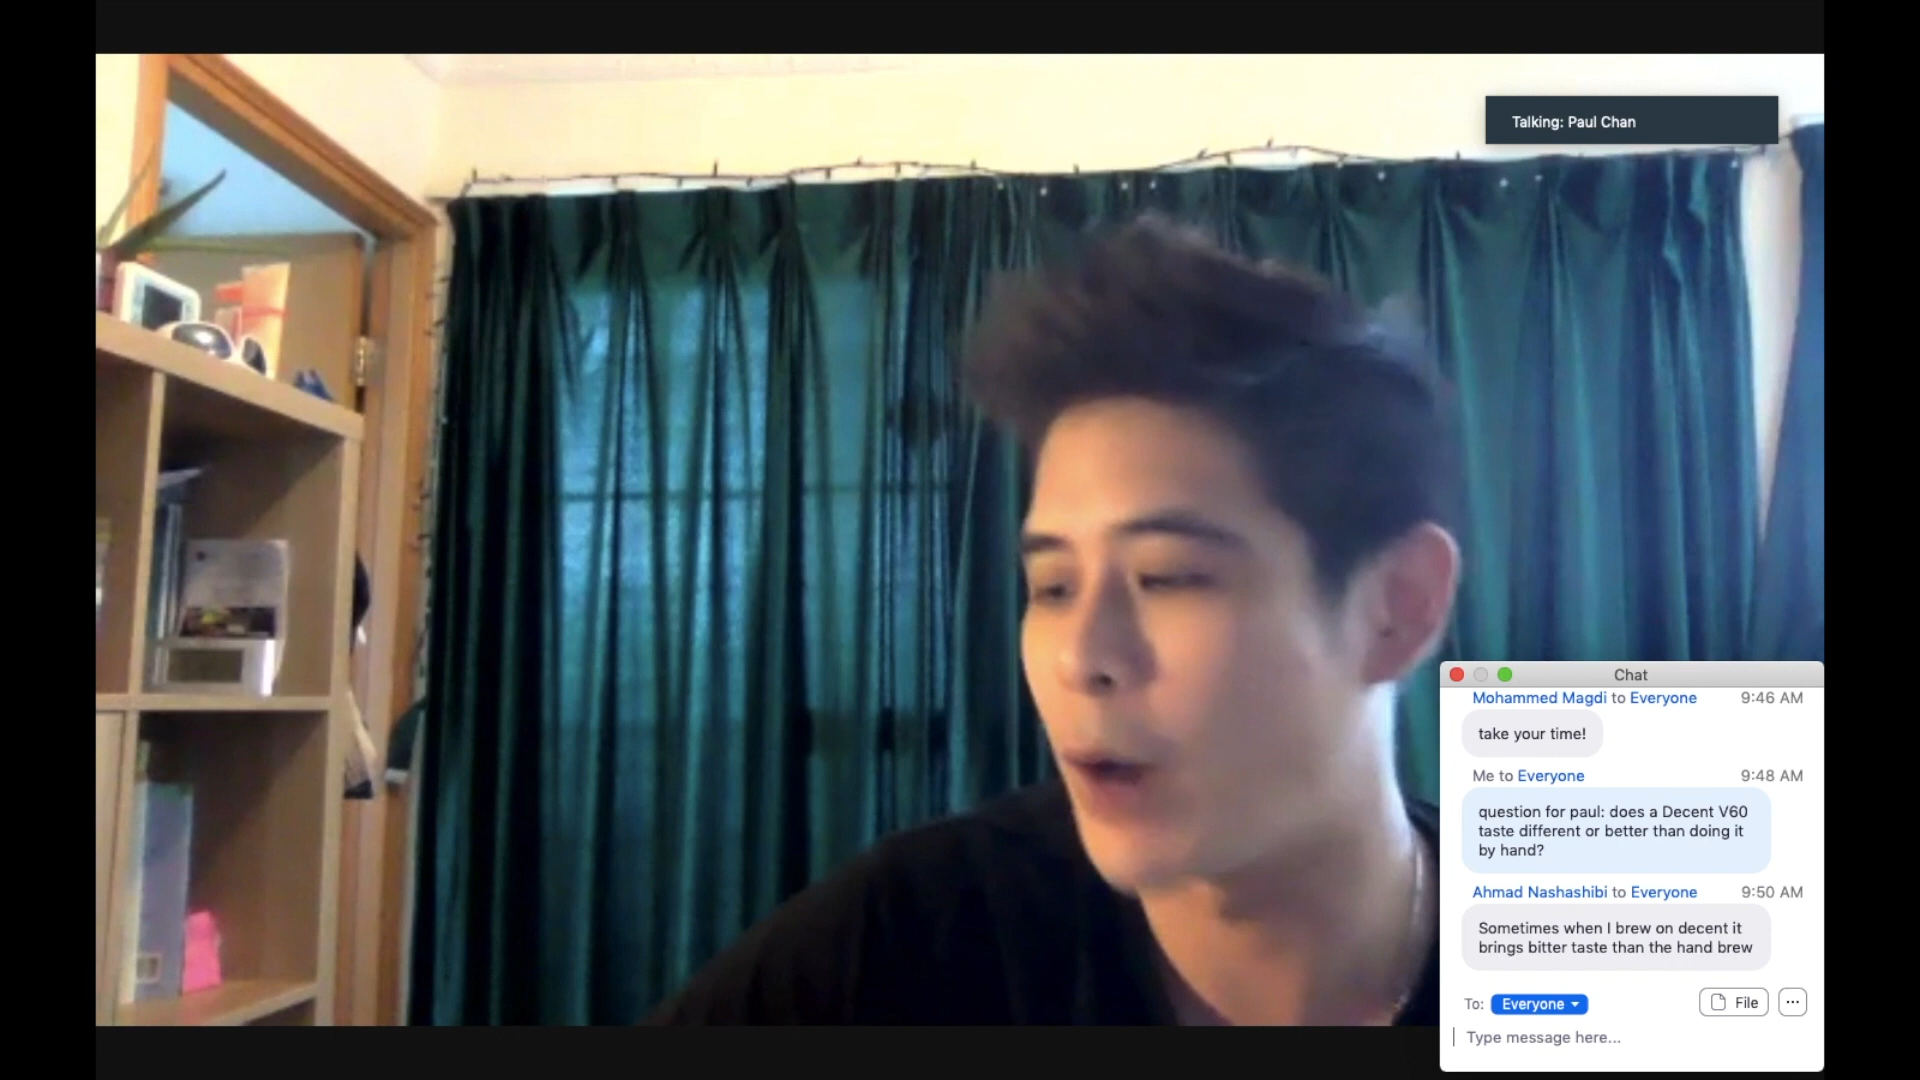 Talking: Paul Chan
Chat
Mohammed Magdi to Everyone 9:46 AM
take your time!
Me to Everyone 9:48 AM
question for paul: does a Decent V60
taste different or better than doing it
by hand?
Ahmad Nashashibi to Everyone 9:50 AM
Sometimes when I brew on decent it
brings bitter taste than the hand brew
To: Everyone File
Type message here...